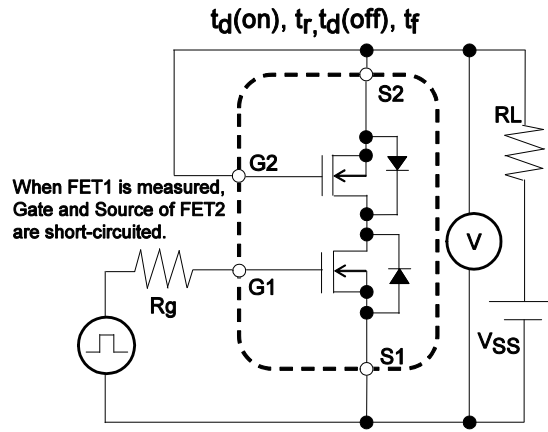 td(on), tr,td(off), tf
S2
RL
G2
When FET1 is measured,
Gate and Source of FET2
are short-circuited.
V
G1
Rg
VSS
S1